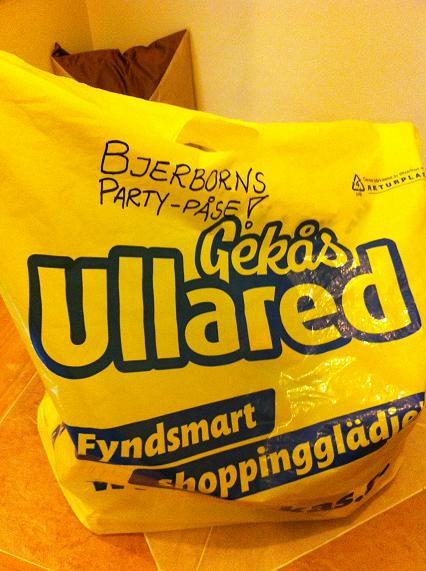 BJERBORNS
PARTY-PÅSE!
RETURPLAST
Gekås
Ullared
Fyndsmart
shoppingglädje